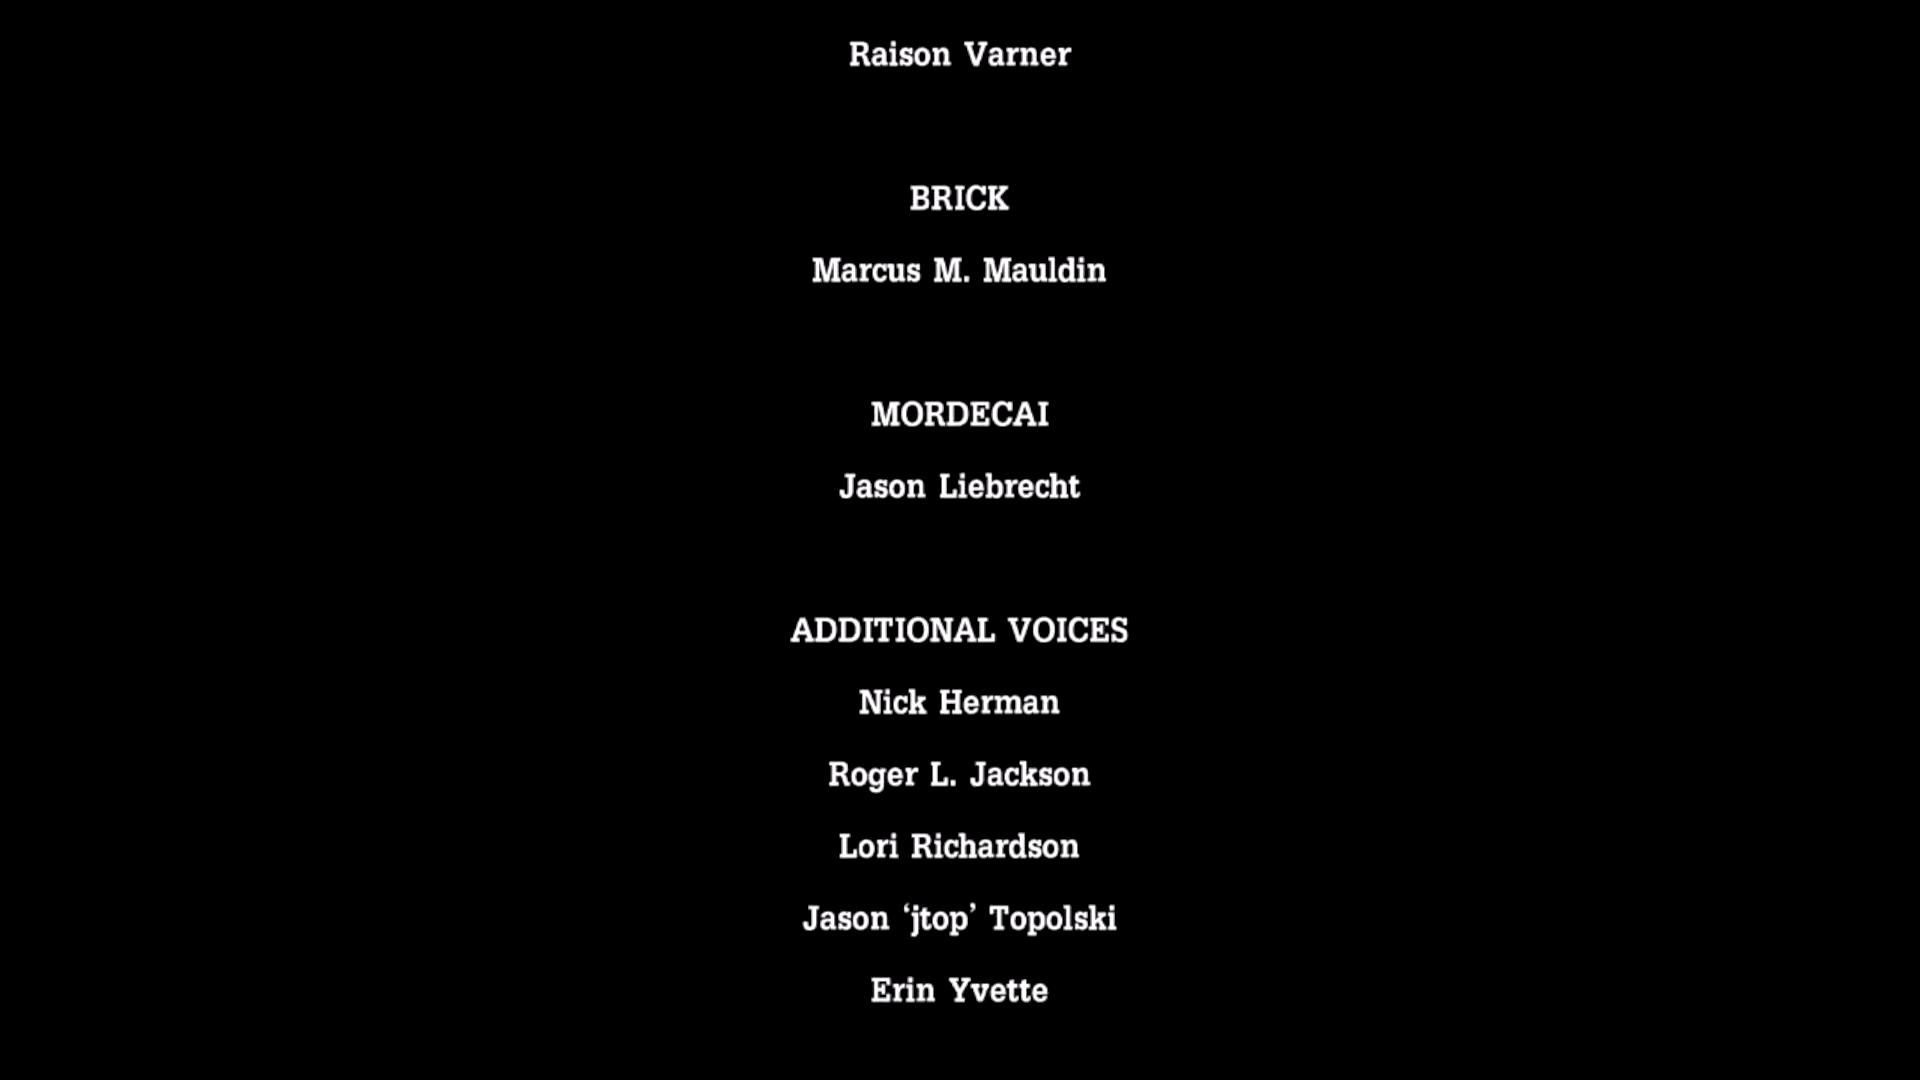 Raison Varner
BRICK
Marcus M. Mauldin
MORDECAI
Jason Liebrecht
ADDITIONAL VOICES
Nick Herman
Roger L. Jackson
Lori Richardson
Jason ‘jtop’ Topolski
Erin Yvette